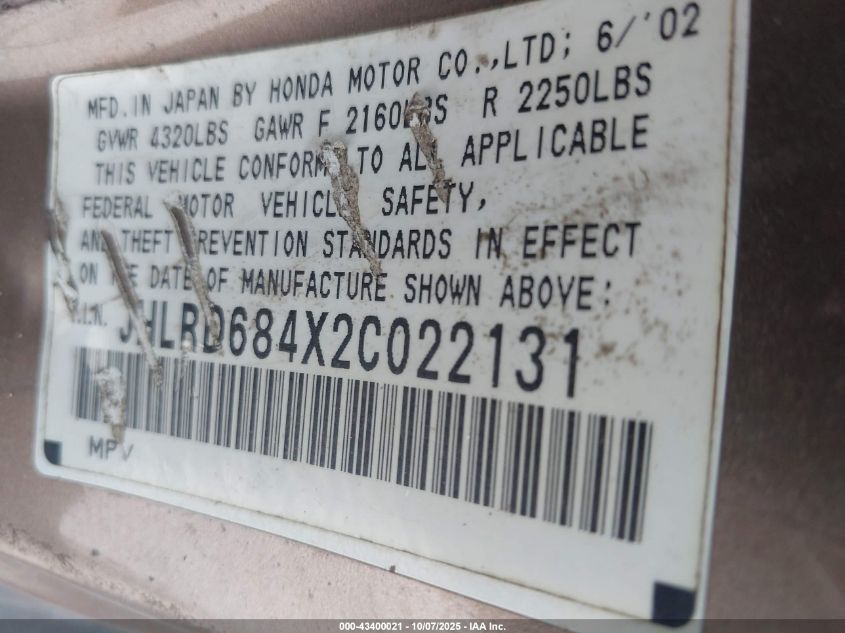 MFD. IN JAPAN BY HONDA MOTOR CO., LTD; 6/'02
GVWR 4320LBS GAWR F 2160LBS R 2250LBS
THIS VEHICLE CONFORMS TO ALL APPLICABLE
FEDERAL MOTOR VEHICLE SAFETY,
AND THEFT PREVENTION STANDARDS IN EFFECT
ON THE DATE OF MANUFACTURE SHOWN ABOVE:
V.I.N. JHLRD684X2C022131
MPV
000-43400021 - 10/07/2025 - IAA Inc.